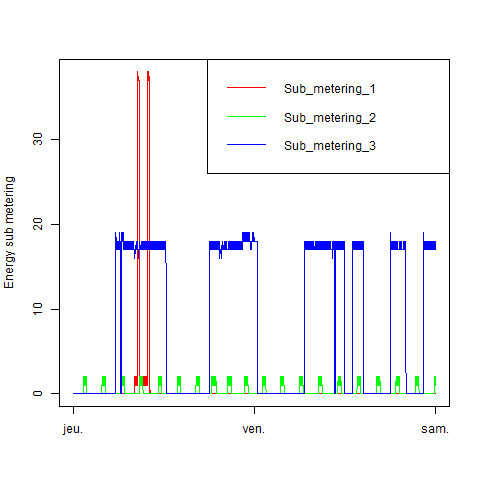 Sub_metering_1
Sub_metering_2
Sub_metering_3
Energy sub metering
30
20
10
0
jeu. ven. sam.